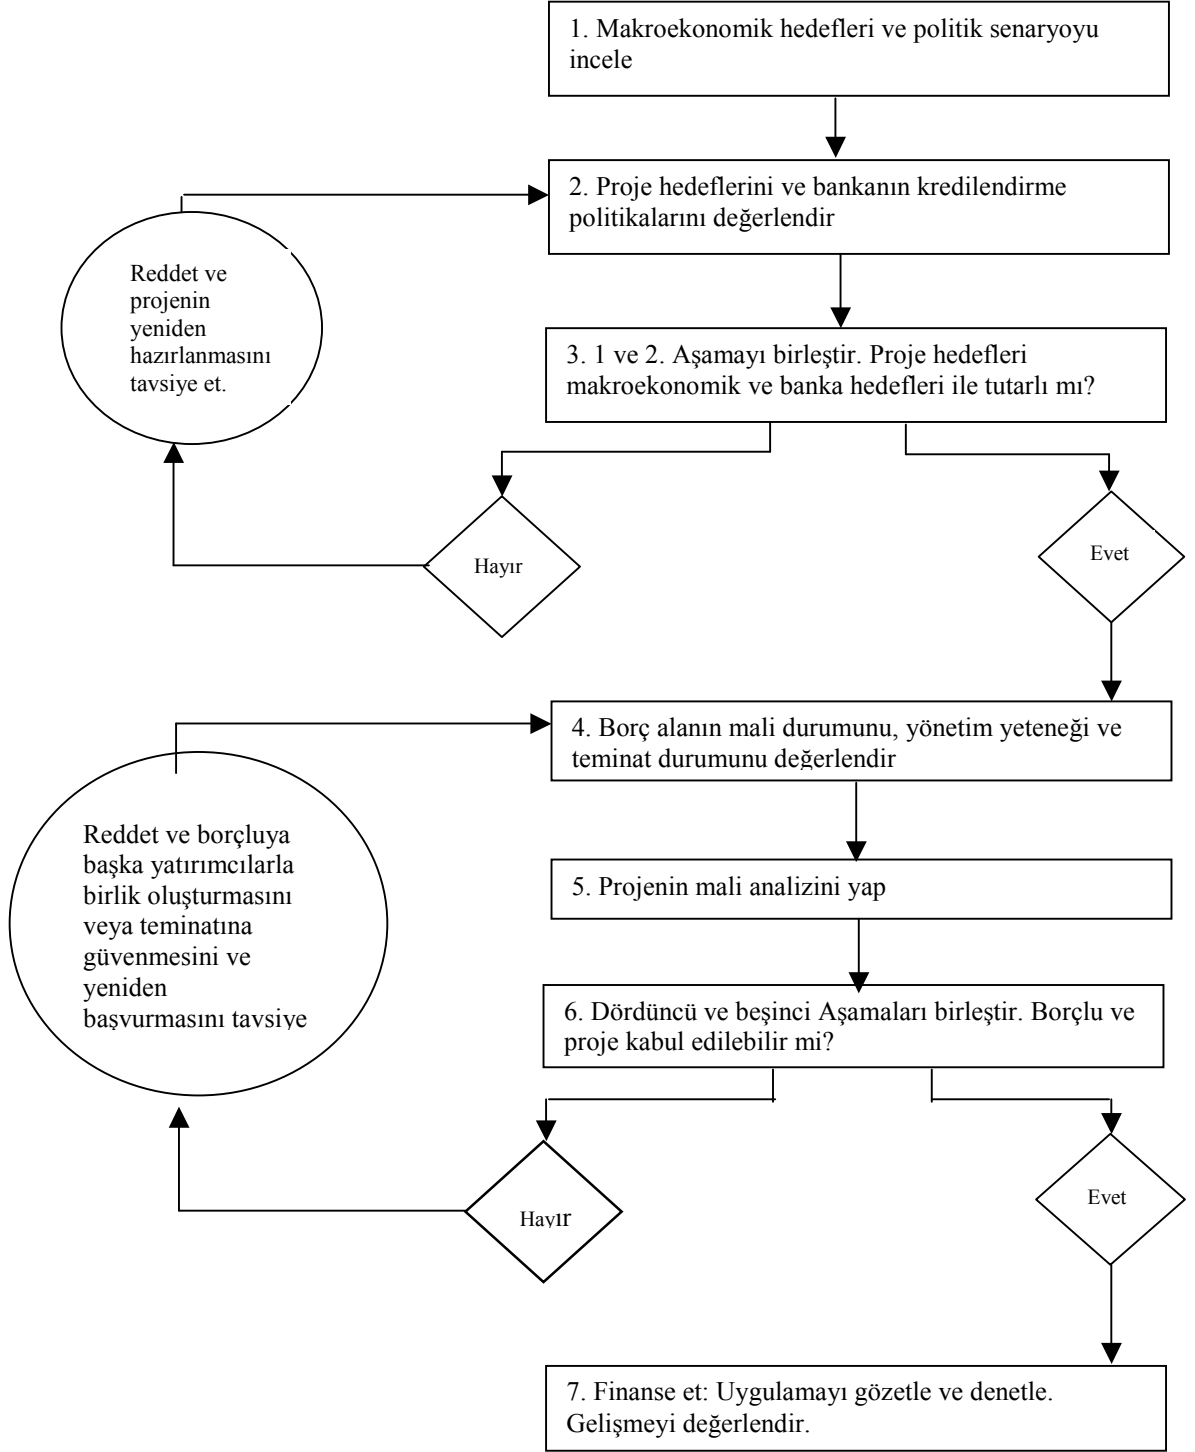 1. Makroekonomik hedefleri ve politik senaryoyu
incele
2. Proje hedeflerini ve bankanın kredilendirme
politikalarını değerlendir
Reddet ve
projenin
yeniden
hazırlanmasını
tavsiye et.
3. 1 ve 2. Aşamayı birleştir. Proje hedefleri
makroekonomik ve banka hedefleri ile tutarlı mı?
Hayır
Evet
4. Borç alanın mali durumunu, yönetim yeteneği ve
teminat durumunu değerlendir
Reddet ve borçluya
başka yatırımcılarla
birlik oluşturmasını
veya teminatına
güvenmesini ve
yeniden
başvurmasını tavsiye
5. Projenin mali analizini yap
6. Dördüncü ve beşinci Aşamaları birleştir. Borçlu ve
proje kabul edilebilir mi?
Hayır
Evet
7. Finanse et: Uygulamayı gözetle ve denetle.
Gelişmeyi değerlendir.